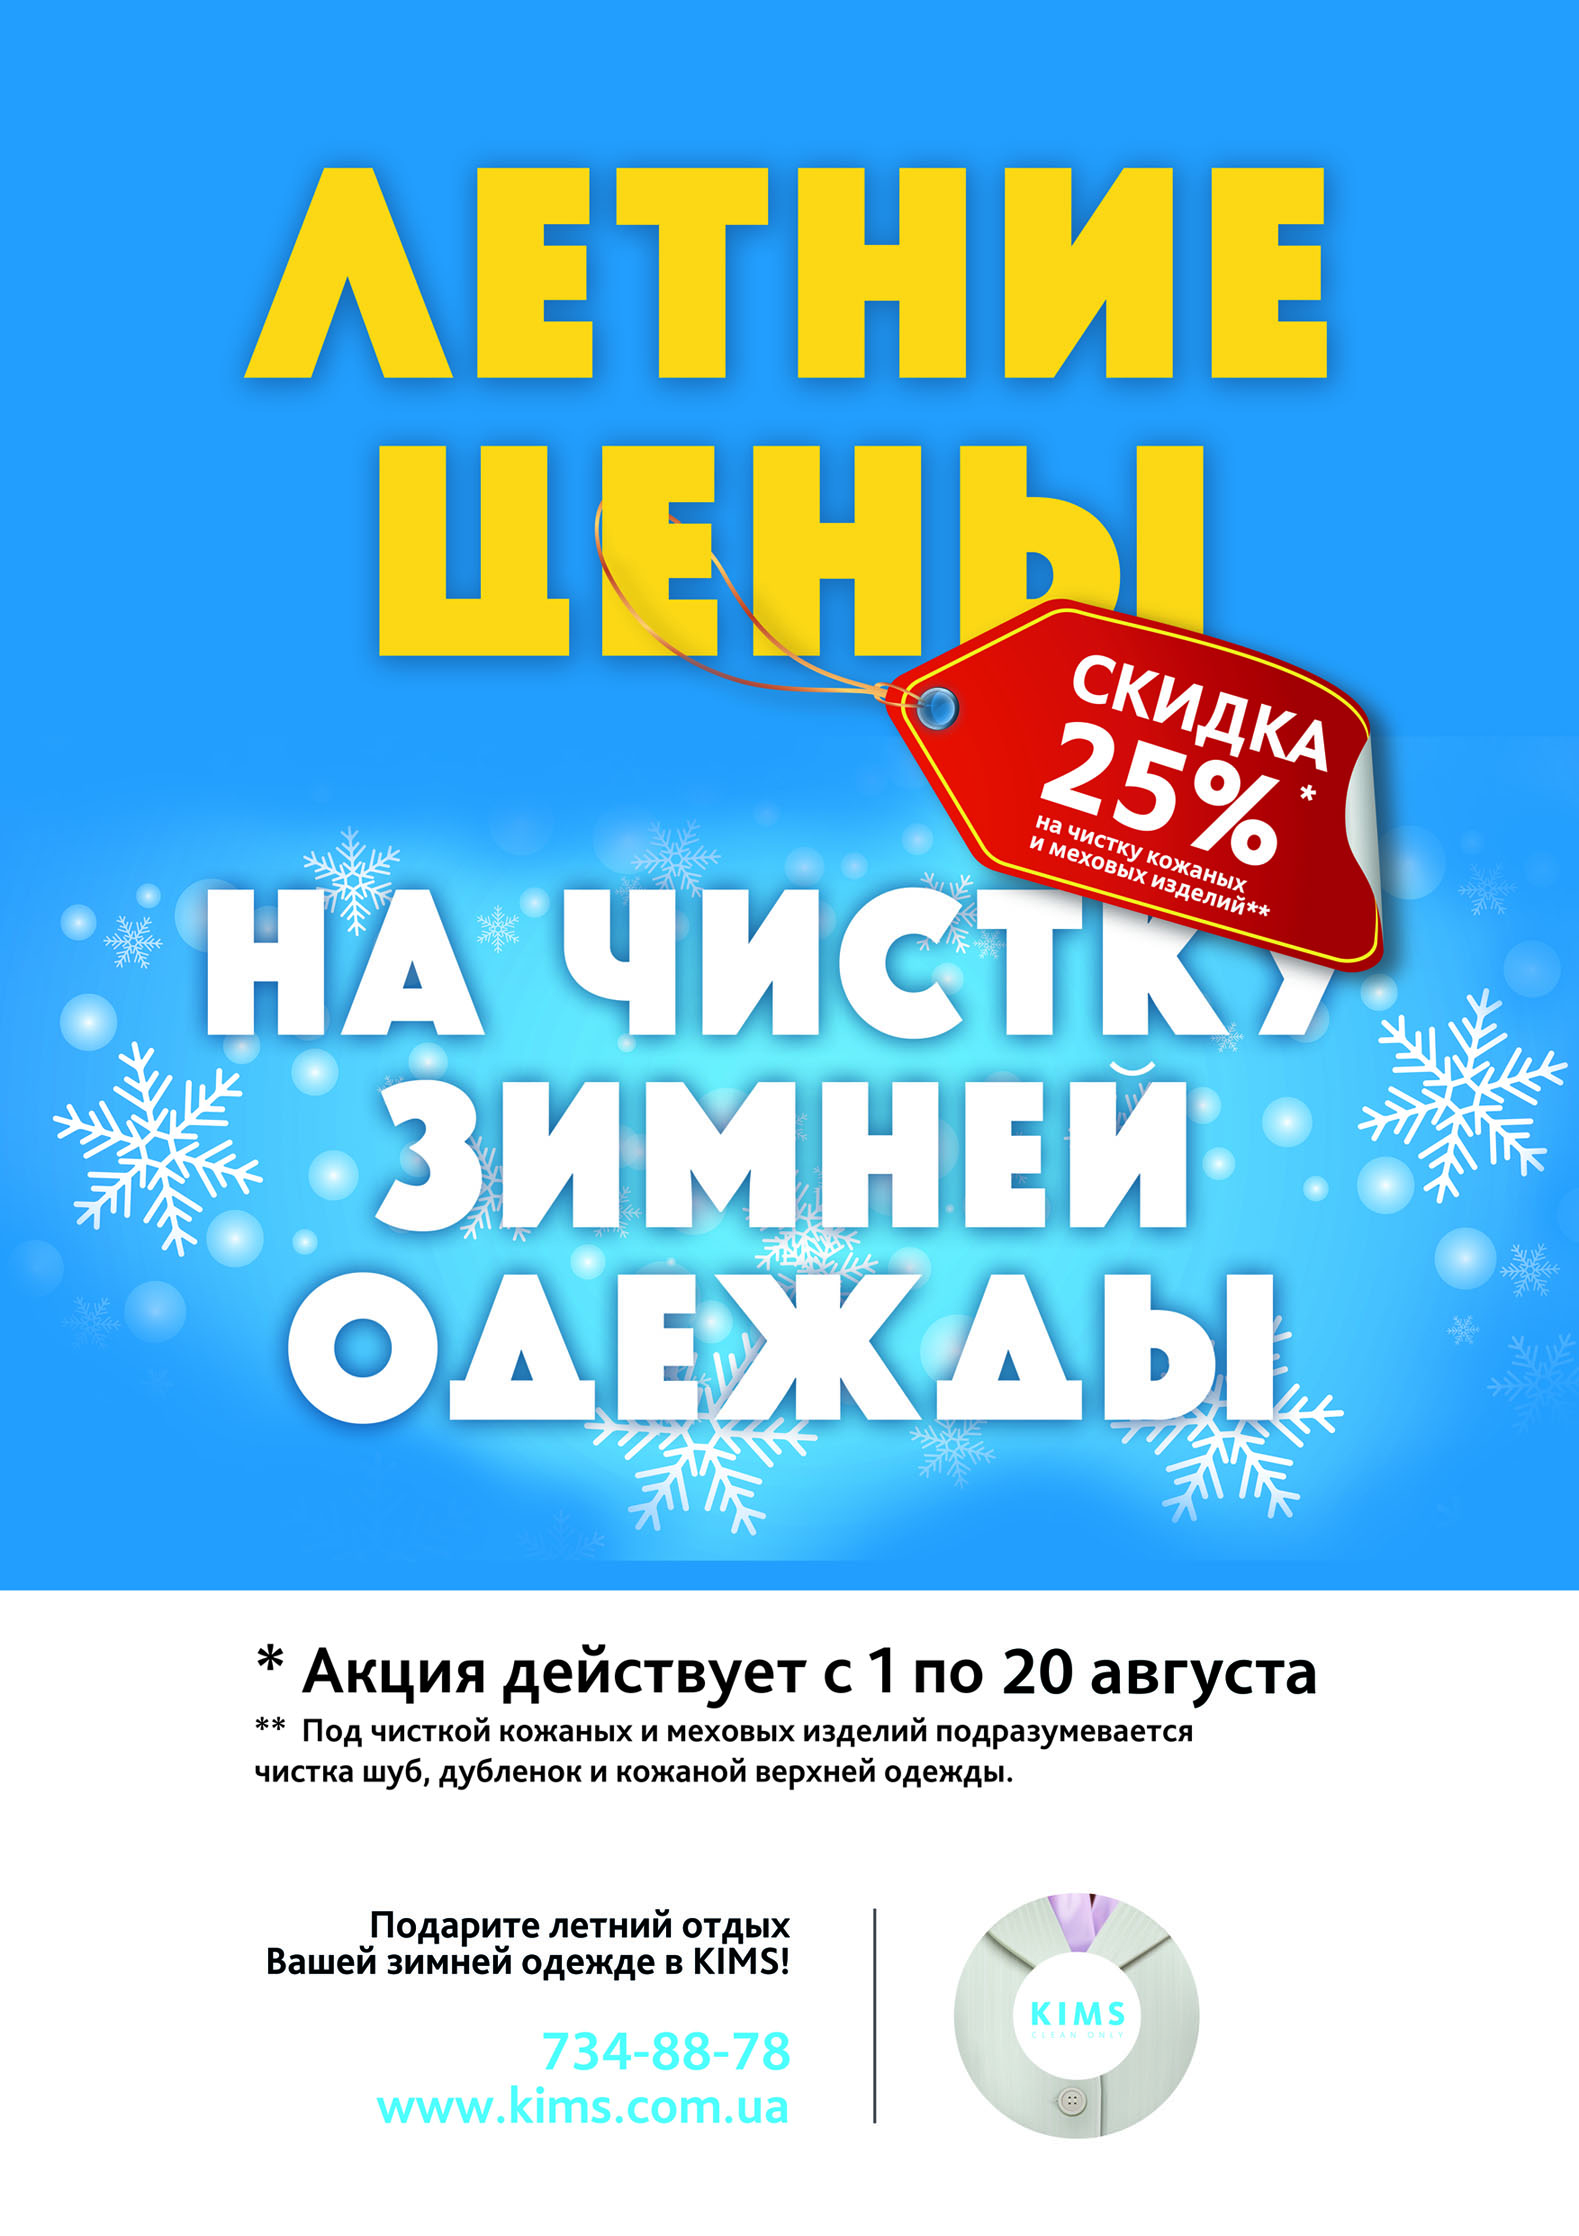 ЛЕТНИЕ
ЦЕНЫ
СКИДКА
25%*
на чистку кожаных
и меховых изделий**
НА ЧИСТКУ
ЗИМНЕЙ
ОДЕЖДЫ
* Акция действует с 1 по 20 августа
** Под чисткой кожаных и меховых изделий подразумевается
чистка шуб, дубленок и кожаной верхней одежды.
Подарите летний отдых
Вашей зимней одежде в KIMS!
734-88-78
www.kims.com.ua
KIMS
CLEAN ONLY